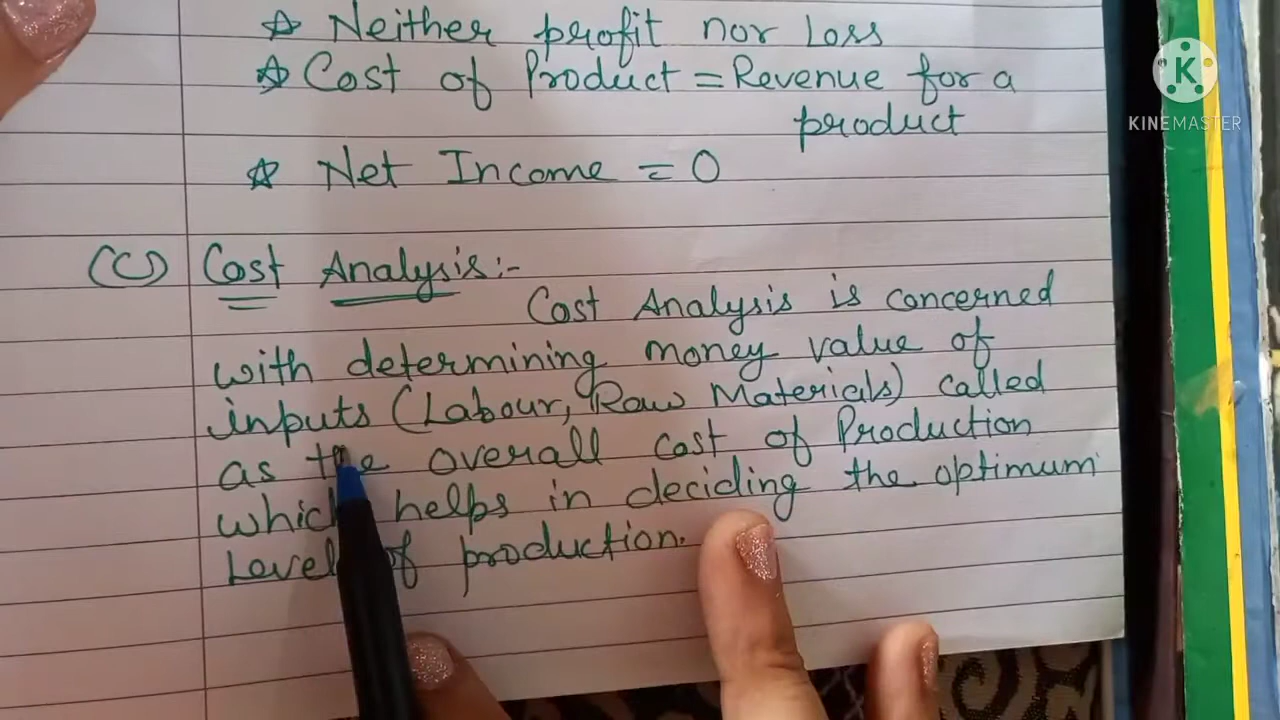 ☆ Neither profit nor Loss
☆ Cost of Product = Revenue for a
product
☆ Net Income = 0
(C) Cost Analysis:-
Cost Analysis is concerned
with determining money value of
inputs (Labour, Raw Materials) called
as the overall cost of Production
which helps in deciding the optimum
Level of production.
K
KINEMASTER